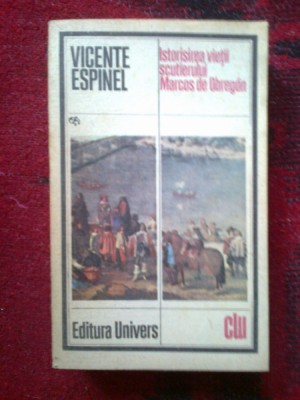 VICENTE
ESPINEL
Istorisirea vieții
scutierului
Marcos de Obregón
Editura Univers
clu